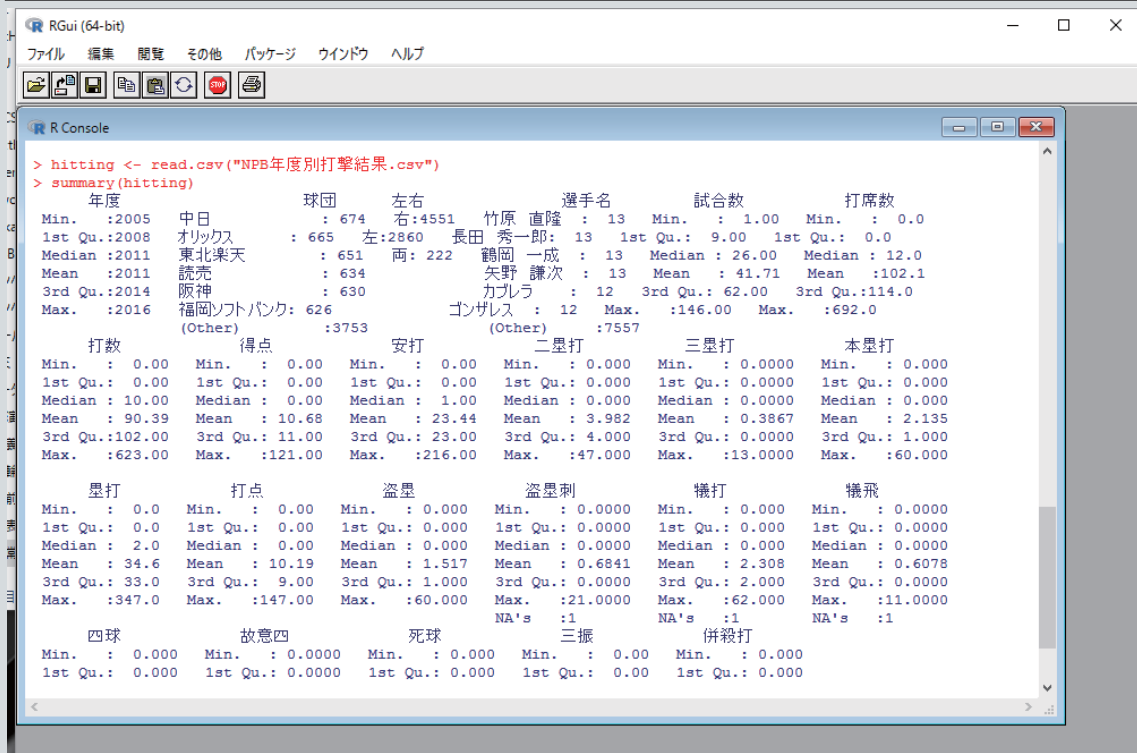 RGui (64-bit)
ファイル 編集 閲覧 その他 パッケージ ウインドウ ヘルプ
STOP
R Console
> hitting <- read.csv("NPB年度別打撃結果.csv")
> summary(hitting)
年度 球団 左右 選手名 試合数 打席数
Min. :2005 中日 : 674 右:4551 竹原 直隆 : 13 Min. : 1.00 Min. : 0.0
1st Qu.:2008 オリックス : 665 左:2860 長田 秀一郎: 13 1st Qu.: 9.00 1st Qu.: 0.0
Median :2011 東北楽天 : 651 両: 222 鶴岡 一成 : 13 Median : 26.00 Median : 12.0
Mean :2011 読売 : 634 矢野 謙次 : 13 Mean : 41.71 Mean :102.1
3rd Qu.:2014 阪神 : 630 カブレラ : 12 3rd Qu.: 62.00 3rd Qu.:114.0
Max. :2016 福岡ソフトバンク: 626 ゴンザレス : 12 Max. :146.00 Max. :692.0
(Other) :3753 (Other) :7557
打数 得点 安打 二塁打 三塁打 本塁打
Min. : 0.00 Min. : 0.00 Min. : 0.00 Min. : 0.000 Min. : 0.0000 Min. : 0.000
1st Qu.: 0.00 1st Qu.: 0.00 1st Qu.: 0.00 1st Qu.: 0.000 1st Qu.: 0.0000 1st Qu.: 0.000
Median : 10.00 Median : 0.00 Median : 1.00 Median : 0.000 Median : 0.0000 Median : 0.000
Mean : 90.39 Mean : 10.68 Mean : 23.44 Mean : 3.982 Mean : 0.3867 Mean : 2.135
3rd Qu.:102.00 3rd Qu.: 11.00 3rd Qu.: 23.00 3rd Qu.: 4.000 3rd Qu.: 0.0000 3rd Qu.: 1.000
Max. :623.00 Max. :121.00 Max. :216.00 Max. :47.000 Max. :13.0000 Max. :60.000
塁打 打点 盗塁 盗塁刺 犠打 犠飛
Min. : 0.0 Min. : 0.00 Min. : 0.000 Min. : 0.0000 Min. : 0.000 Min. : 0.0000
1st Qu.: 0.0 1st Qu.: 0.00 1st Qu.: 0.000 1st Qu.: 0.0000 1st Qu.: 0.000 1st Qu.: 0.0000
Median : 2.0 Median : 0.00 Median : 0.000 Median : 0.0000 Median : 0.000 Median : 0.0000
Mean : 34.6 Mean : 10.19 Mean : 1.517 Mean : 0.6841 Mean : 2.308 Mean : 0.6078
3rd Qu.: 33.0 3rd Qu.: 9.00 3rd Qu.: 1.000 3rd Qu.: 0.0000 3rd Qu.: 2.000 3rd Qu.: 0.0000
Max. :347.0 Max. :147.00 Max. :60.000 Max. :21.0000 Max. :62.000 Max. :11.0000
NA's :1 NA's :1 NA's :1
四球 故意四 死球 三振 併殺打
Min. : 0.000 Min. : 0.0000 Min. : 0.000 Min. : 0.00 Min. : 0.000
1st Qu.: 0.000 1st Qu.: 0.0000 1st Qu.: 0.000 1st Qu.: 0.00 1st Qu.: 0.000